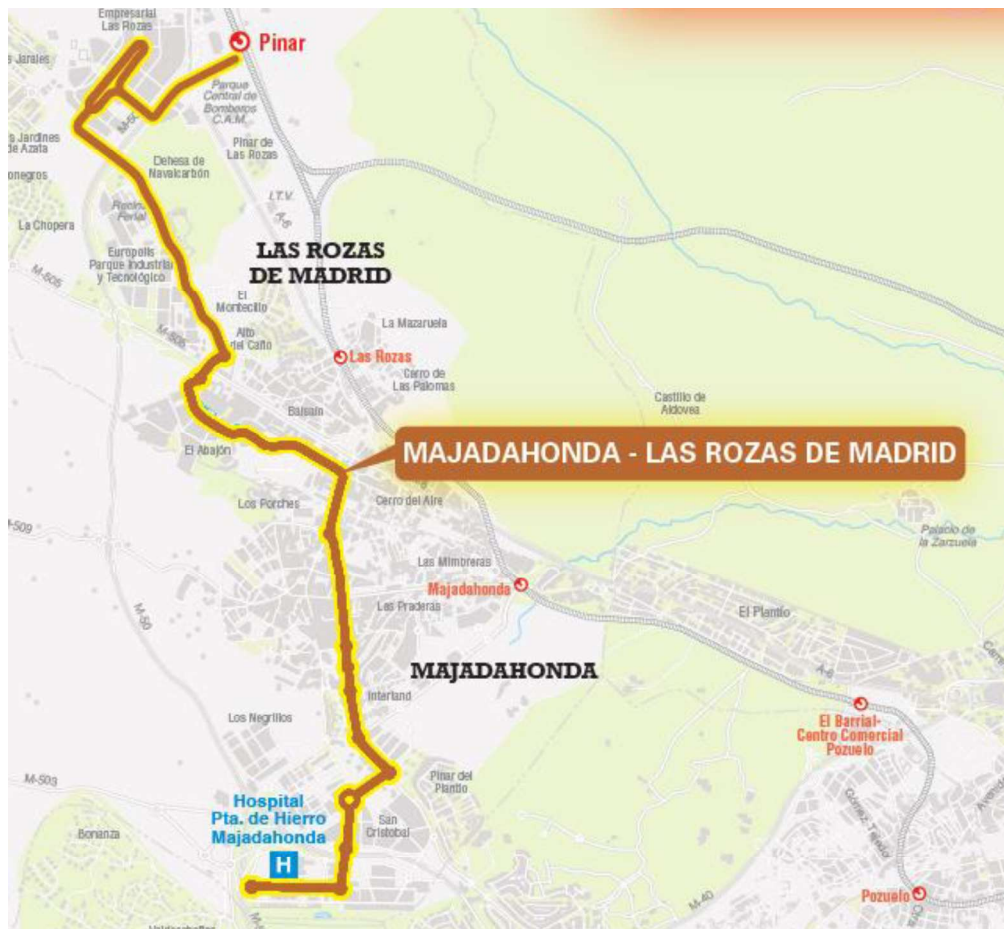 Empresarial
Las Rozas
Pinar
Jarales
Parque
Central de
Bomberos
C.A.M.
Jardines
de Azata
Pinar de
Las Rozas
Dehesa de
Navalcarbón
I.T.V.
A-6
Ferial
La Chopera
LAS ROZAS
DE MADRID
Europolis
Parque Industrial
y Tecnológico
M-505
El
Montecillo
La Mazaruela
M-505
Alto
del Caño
Las Rozas
Cerro de
Las Palomas
Castillo de
Aldovea
Balsaín
El Abajón
MAJADAHONDA - LAS ROZAS DE MADRID
Los Porches
Cerro del Aire
M-509
Palacio de
la Zarzuela
Las Mimbreras
Majadahonda
Las Praderas
El Plantío
M-50
MAJADAHONDA
A-6
Interland
Los Negrillos
El Barrial-
Centro Comercial
Pozuelo
M-503
Pinar del
Plantío
Hospital
Pta. de Hierro
Majadahonda
H
San
Cristobal
Bonanza
M-40
Pozuelo